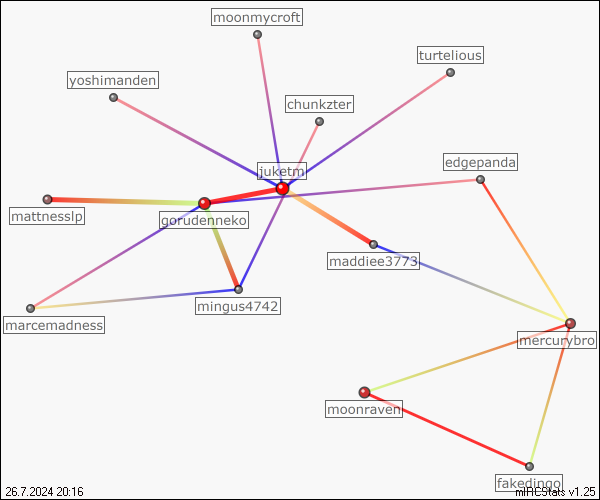 moonmycroft
turtelious
yoshimanden
chunkzter
juketm
edgepanda
mattnesslp
gorudenneko
maddiee3773
mingus4742
marcemadness
mercurybro
moonraven
fakedingo
26.7.2024 20:16
mIRCStats v1.25